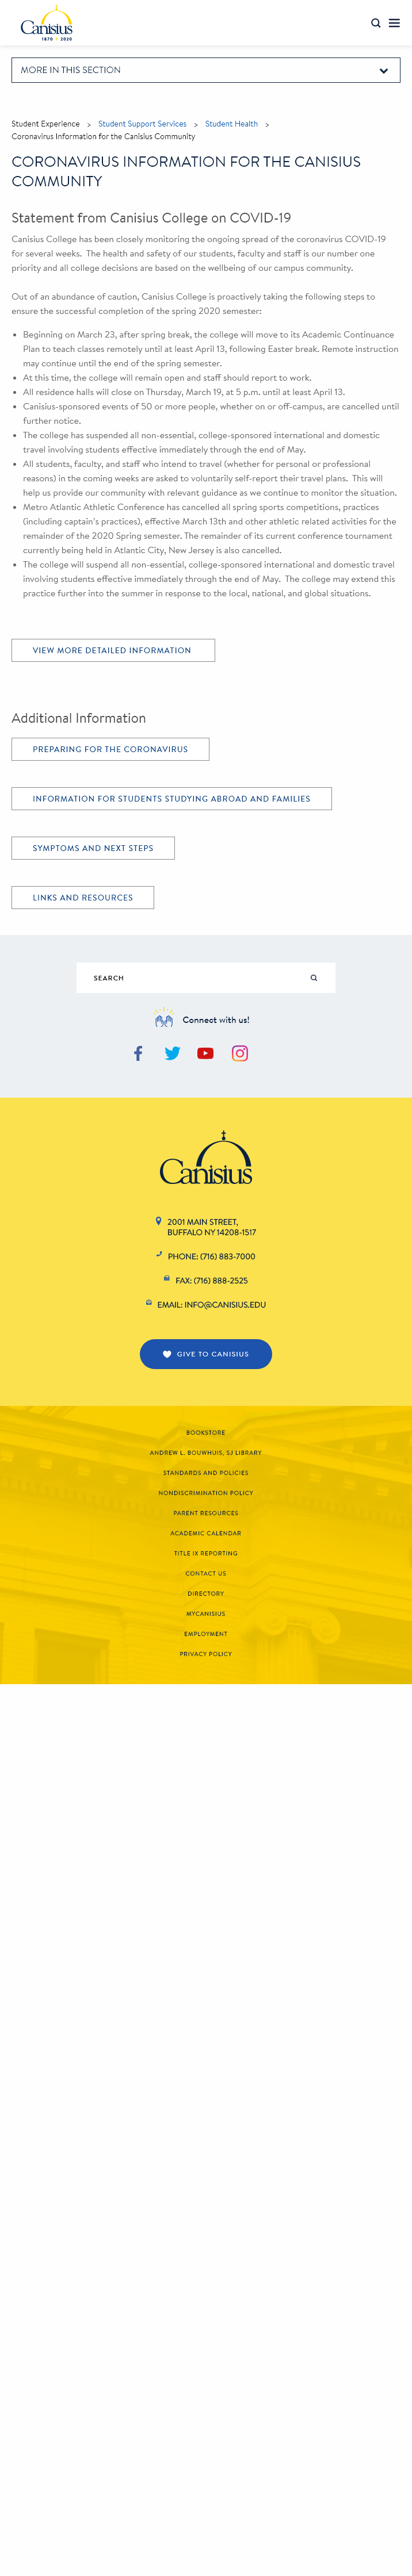 Canisius
1870 2020
MORE IN THIS SECTION
Student Experience > Student Support Services > Student Health >
Coronavirus Information for the Canisius Community
CORONAVIRUS INFORMATION FOR THE CANISIUS
COMMUNITY
Statement from Canisius College on COVID-19
Canisius College has been closely monitoring the ongoing spread of the coronavirus COVID-19
for several weeks. The health and safety of our students, faculty and staff is our number one
priority and all college decisions are based on the wellbeing of our campus community.
Out of an abundance of caution, Canisius College is proactively taking the following steps to
ensure the successful completion of the spring 2020 semester:
• Beginning on March 23, after spring break, the college will move to its Academic Continuance
Plan to teach classes remotely until at least April 13, following Easter break. Remote instruction
may continue until the end of the spring semester.
• At this time, the college will remain open and staff should report to work.
• All residence halls will close on Thursday, March 19, at 5 p.m. until at least April 13.
• Canisius-sponsored events of 50 or more people, whether on or off-campus, are cancelled until
further notice.
• The college has suspended all non-essential, college-sponsored international and domestic
travel involving students effective immediately through the end of May.
• All students, faculty, and staff who intend to travel (whether for personal or professional
reasons) in the coming weeks are asked to voluntarily self-report their travel plans. This will
help us provide our community with relevant guidance as we continue to monitor the situation.
• Metro Atlantic Athletic Conference has cancelled all spring sports competitions, practices
(including captain's practices), effective March 13th and other athletic related activities for the
remainder of the 2020 Spring semester. The remainder of its current conference tournament
currently being held in Atlantic City, New Jersey is also cancelled.
• The college will suspend all non-essential, college-sponsored international and domestic travel
involving students effective immediately through the end of May. The college may extend this
practice further into the summer in response to the local, national, and global situations.
VIEW MORE DETAILED INFORMATION
Additional Information
PREPARING FOR THE CORONAVIRUS
INFORMATION FOR STUDENTS STUDYING ABROAD AND FAMILIES
SYMPTOMS AND NEXT STEPS
LINKS AND RESOURCES
SEARCH
Connect with us!
Canisius
2001 MAIN STREET,
BUFFALO NY 14208-1517
PHONE: (716) 883-7000
FAX: (716) 888-2525
EMAIL: INFO@CANISIUS.EDU
GIVE TO CANISIUS
BOOKSTORE
ANDREW L. BOUWHUIS, SJ LIBRARY
STANDARDS AND POLICIES
NONDISCRIMINATION POLICY
PARENT RESOURCES
ACADEMIC CALENDAR
TITLE IX REPORTING
CONTACT US
DIRECTORY
MYCANISIUS
EMPLOYMENT
PRIVACY POLICY